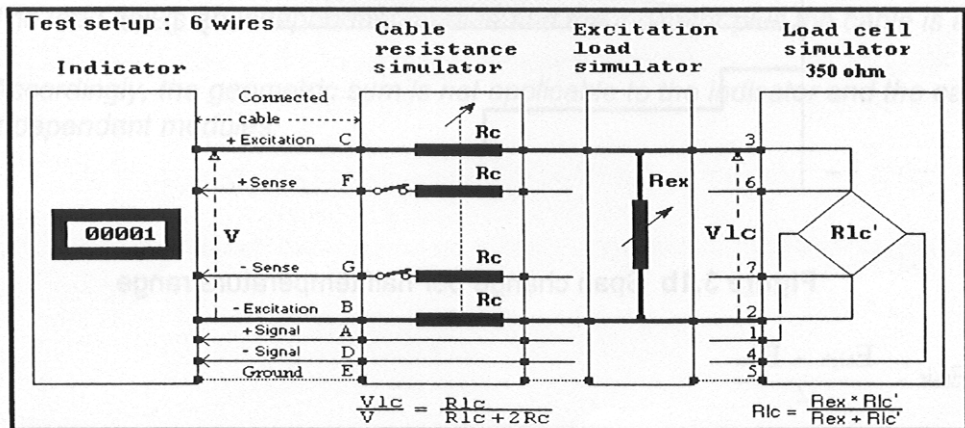 Test set-up : 6 wires
Indicator
Cable resistance simulator
Excitation load simulator
Load cell simulator
350 ohm
Connected cable
+ Excitation C
+ Sense F
Sense G
- Excitation B
+ Signal A
- Signal D
Ground E
00001
V
Rc
Rc
Rc
Rc
Rex
Vlc
Rlc'
3
6
7
2
1
4
5
Vlc / V = Rlc / Rlc + 2Rc
Rlc = Rex * Rlc' / Rex + Rlc'